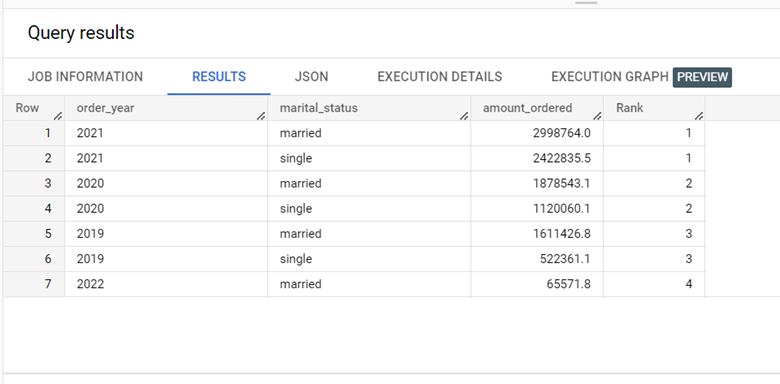 Query results
JOB INFORMATION RESULTS JSON EXECUTION DETAILS EXECUTION GRAPH PREVIEW
Row order_year marital_status amount_ordered Rank
1 2021 married 2998764.0 1
2 2021 single 2422835.5 1
3 2020 married 1878543.1 2
4 2020 single 1120060.1 2
5 2019 married 1611426.8 3
6 2019 single 522361.1 3
7 2022 married 65571.8 4